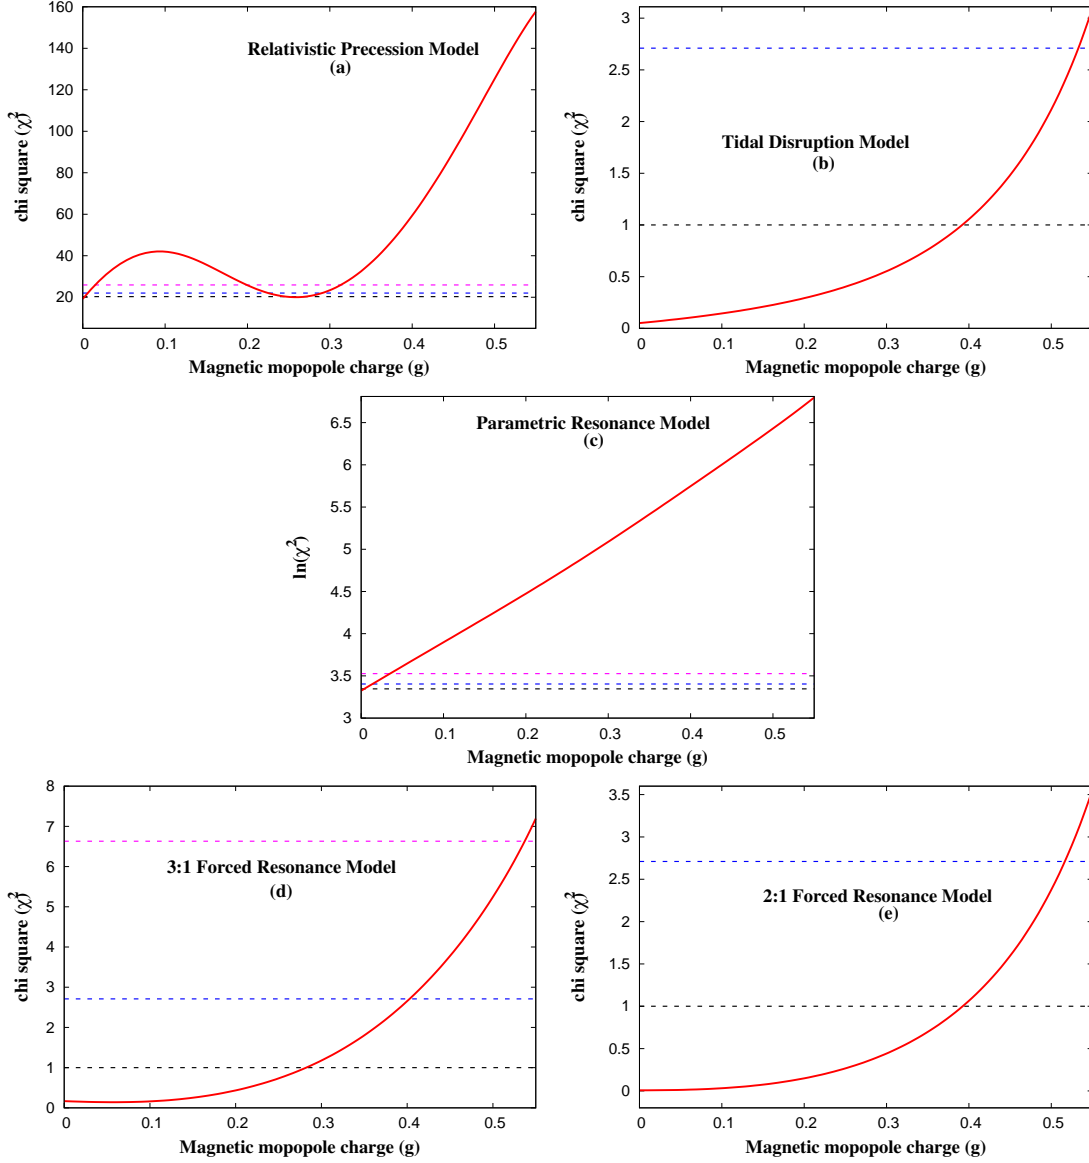 160
140
120
100
80
60
40
20
chi square (χ²)
Relativistic Precession Model
(a)
0 0.1 0.2 0.3 0.4 0.5
Magnetic mopopole charge (g)
3
2.5
2
1.5
1
0.5
0
chi square (χ²)
Tidal Disruption Model
(b)
0 0.1 0.2 0.3 0.4 0.5
Magnetic mopopole charge (g)
6.5
6
5.5
5
4.5
4
3.5
3
ln(χ²)
Parametric Resonance Model
(c)
0 0.1 0.2 0.3 0.4 0.5
Magnetic mopopole charge (g)
8
7
6
5
4
3
2
1
0
chi square (χ²)
3:1 Forced Resonance Model
(d)
0 0.1 0.2 0.3 0.4 0.5
Magnetic mopopole charge (g)
3.5
3
2.5
2
1.5
1
0.5
0
chi square (χ²)
2:1 Forced Resonance Model
(e)
0 0.1 0.2 0.3 0.4 0.5
Magnetic mopopole charge (g)